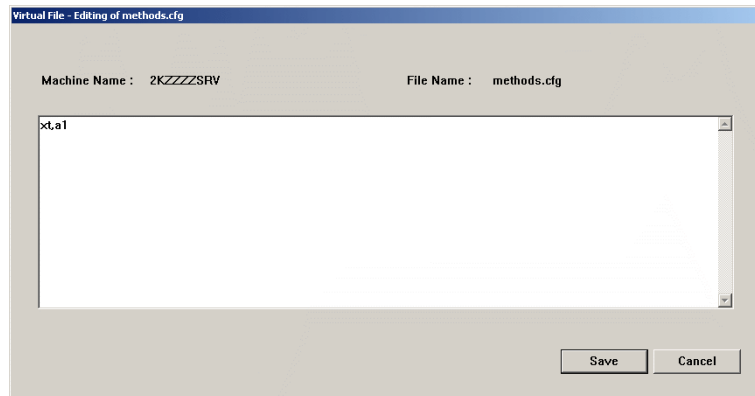 Virtual File - Editing of methods.cfg
Machine Name : 2KZZZZSRV File Name : methods.cfg
xt,a1
Save Cancel